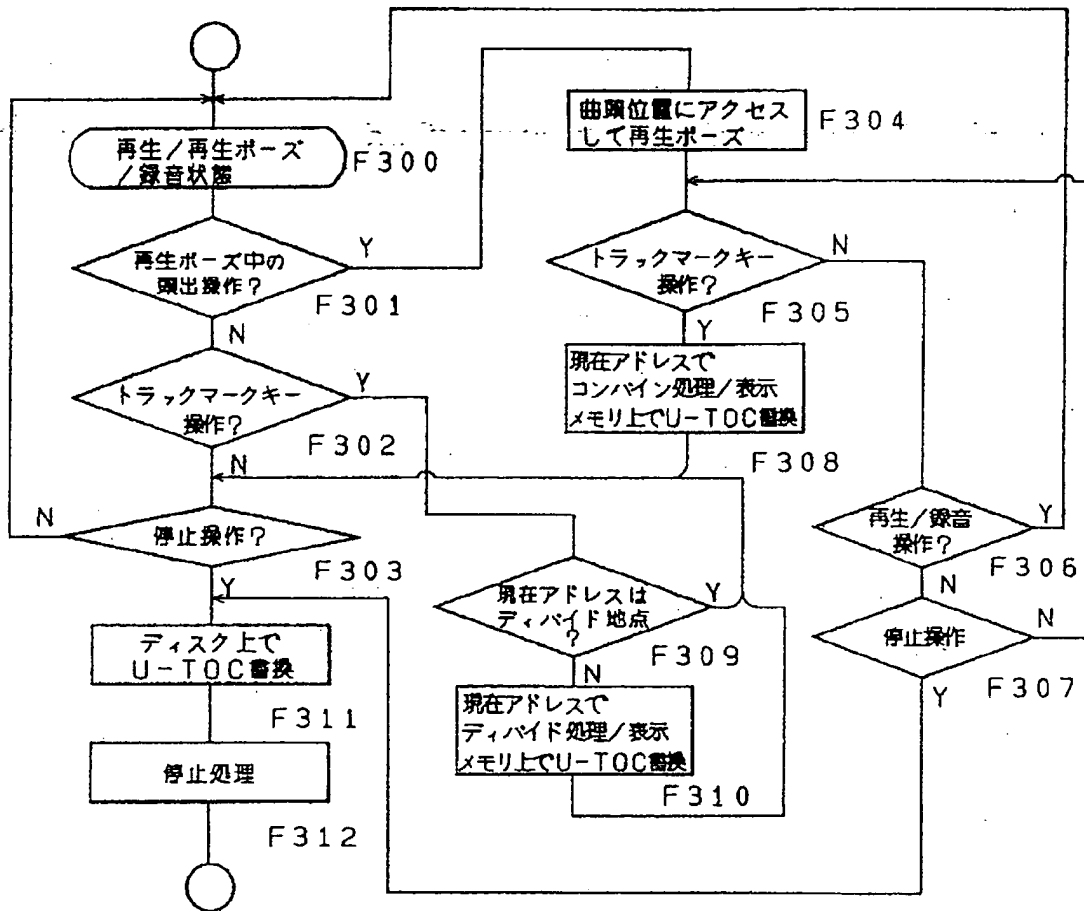 再生/再生ポーズ
/録音状態
F300
再生ポーズ中の
頭出操作?
Y
F301
N
トラックマークキー
操作?
Y
F302
N
停止操作?
N
F303
Y
ディスク上で
U-TOC書換
F311
停止処理
F312
曲頭位置にアクセス
して再生ポーズ
F304
トラックマークキー
操作?
N
F305
Y
現在アドレスで
コンバイン処理/表示
メモリ上でU-TOC書換
F308
現在アドレスは
ディバイド地点
?
Y
F309
N
現在アドレスで
ディバイド処理/表示
メモリ上でU-TOC書換
F310
再生/録音
操作?
Y
F306
N
停止操作
N
F307
Y